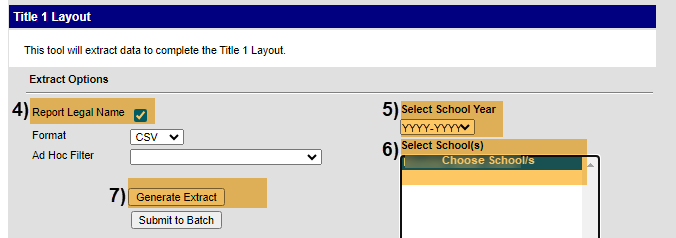 Title 1 Layout
This tool will extract data to complete the Title 1 Layout.
Extract Options
4) Report Legal Name
Format CSV
Ad Hoc Filter
7) Generate Extract
Submit to Batch
5) Select School Year
YYYY-YYYY
6) Select School(s)
Choose School/s